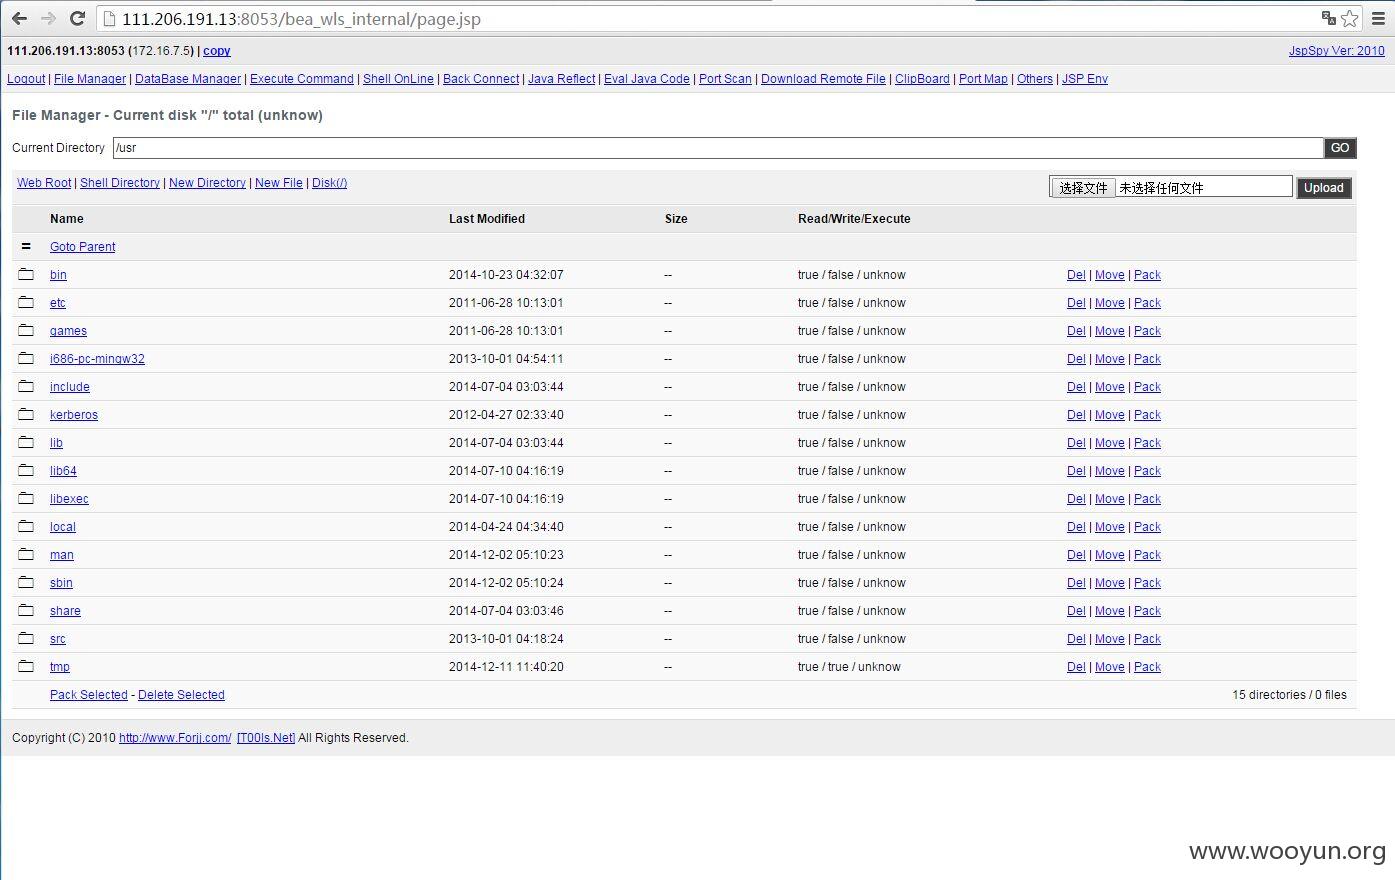 111.206.191.13:8053/bea_wls_internal/page.jsp
111.206.191.13:8053 (172.16.7.5) | copy JspSpy Ver: 2010
Logout | File Manager | DataBase Manager | Execute Command | Shell OnLine | Back Connect | Java Reflect | Eval Java Code | Port Scan | Download Remote File | ClipBoard | Port Map | Others | JSP Env
File Manager - Current disk "/" total (unknow)
Current Directory /usr GO
Web Root | Shell Directory | New Directory | New File | Disk(/) 选择文件 未选择任何文件 Upload
Name Last Modified Size Read/Write/Execute
= Goto Parent
bin 2014-10-23 04:32:07 -- true / false / unknow Del | Move | Pack
etc 2011-06-28 10:13:01 -- true / false / unknow Del | Move | Pack
games 2011-06-28 10:13:01 -- true / false / unknow Del | Move | Pack
i686-pc-mingw32 2013-10-01 04:54:11 -- true / false / unknow Del | Move | Pack
include 2014-07-04 03:03:44 -- true / false / unknow Del | Move | Pack
kerberos 2012-04-27 02:33:40 -- true / false / unknow Del | Move | Pack
lib 2014-07-04 03:03:44 -- true / false / unknow Del | Move | Pack
lib64 2014-07-10 04:16:19 -- true / false / unknow Del | Move | Pack
libexec 2014-07-10 04:16:19 -- true / false / unknow Del | Move | Pack
local 2014-04-24 04:34:40 -- true / false / unknow Del | Move | Pack
man 2014-12-02 05:10:23 -- true / false / unknow Del | Move | Pack
sbin 2014-12-02 05:10:24 -- true / false / unknow Del | Move | Pack
share 2014-07-04 03:03:46 -- true / false / unknow Del | Move | Pack
src 2013-10-01 04:18:24 -- true / false / unknow Del | Move | Pack
tmp 2014-12-11 11:40:20 -- true / true / unknow Del | Move | Pack
Pack Selected - Delete Selected 15 directories / 0 files
Copyright (C) 2010 http://www.Forjj.com/ [T00ls.Net] All Rights Reserved.
www.wooyun.org